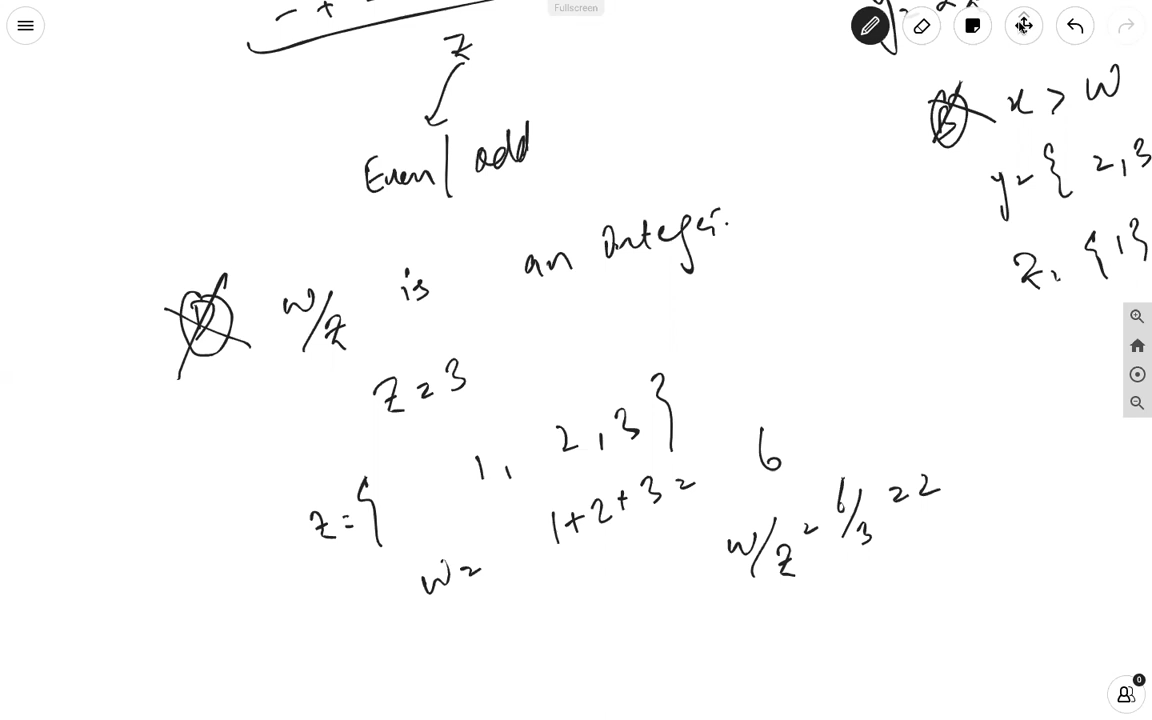 Fullscreen
- +
z
Even | odd
B x > w
y = { 2, 3
z, { 1 }
D w/z is an Integer.
z = 3
z = { 1, 2, 3 }
w = 1+2+3 = 6
w/z = 6/3 = 2
0